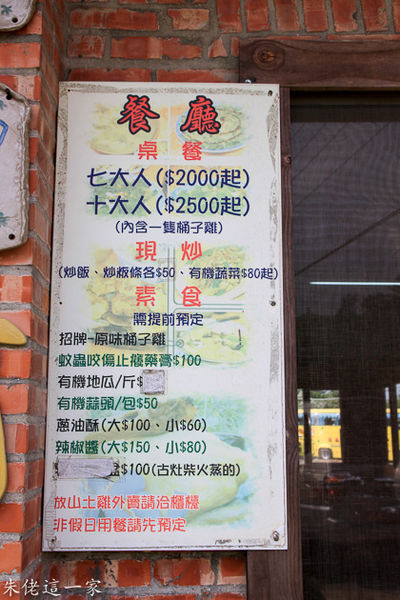 餐廳
桌餐
七大人($2000起)
十大人($2500起)
(內含一隻桶子雞)
現炒
(炒飯、炒粄條各$50、有機蔬菜$80起)
素食
需提前預定
招牌-原味桶子雞
蚊蟲咬傷止癢藥膏$100
有機地瓜/斤$
有機蒜頭/包$50
蔥油酥(大$100、小$60)
辣椒醬(大$150、小$80)
$100(古灶柴火蒸的)
放山土雞外賣請洽櫃檯
非假日用餐請先預定
朱佬這一家